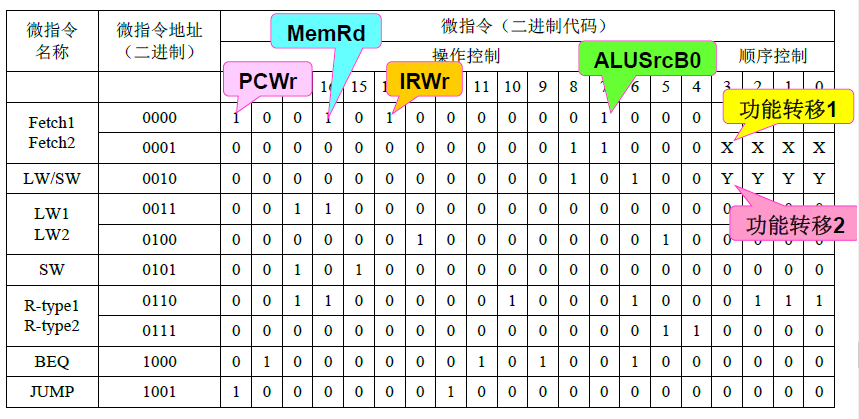 微指令 名称 微指令地址 (二进制) 微指令（二进制代码）
操作控制 顺序控制
MemRd
ALUSrcB0
PCWr
IRWr
16 15 11 10 9 8 7 6 5 4 3 2 1 0
Fetch1 0000 1 0 0 1 0 1 0 0 0 0 0 0 1 0 0 0
功能转移1
Fetch2 0001 0 0 0 0 0 0 0 0 0 0 0 1 1 0 0 0 X X X X
LW/SW 0010 0 0 0 0 0 0 0 0 0 0 0 1 0 1 0 0 Y Y Y Y
LW1 0011 0 0 1 1 0 0 0 0 0 0 0 0 0 0 0 0
功能转移2
LW2 0100 0 0 0 0 0 0 1 0 0 0 0 0 0 0 1 0
SW 0101 0 0 1 0 1 0 0 0 0 0 0 0 0 0 0 0 0 0 0 0
R-type1 0110 0 0 1 1 0 0 0 0 0 1 0 0 0 1 0 0 0 1 1 1
R-type2 0111 0 0 0 0 0 0 0 0 0 0 0 0 0 0 1 1 0 0 0 0
BEQ 1000 0 1 0 0 0 0 0 0 1 0 1 0 0 1 0 0 0 0 0 0
JUMP 1001 1 0 0 0 0 0 0 1 0 0 0 0 0 0 0 0 0 0 0 0